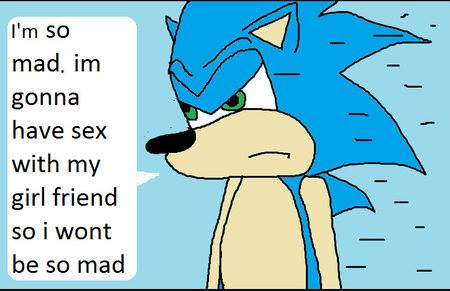 I'm so
mad. im
gonna
have sex
with my
girl friend
so i wont
be so mad